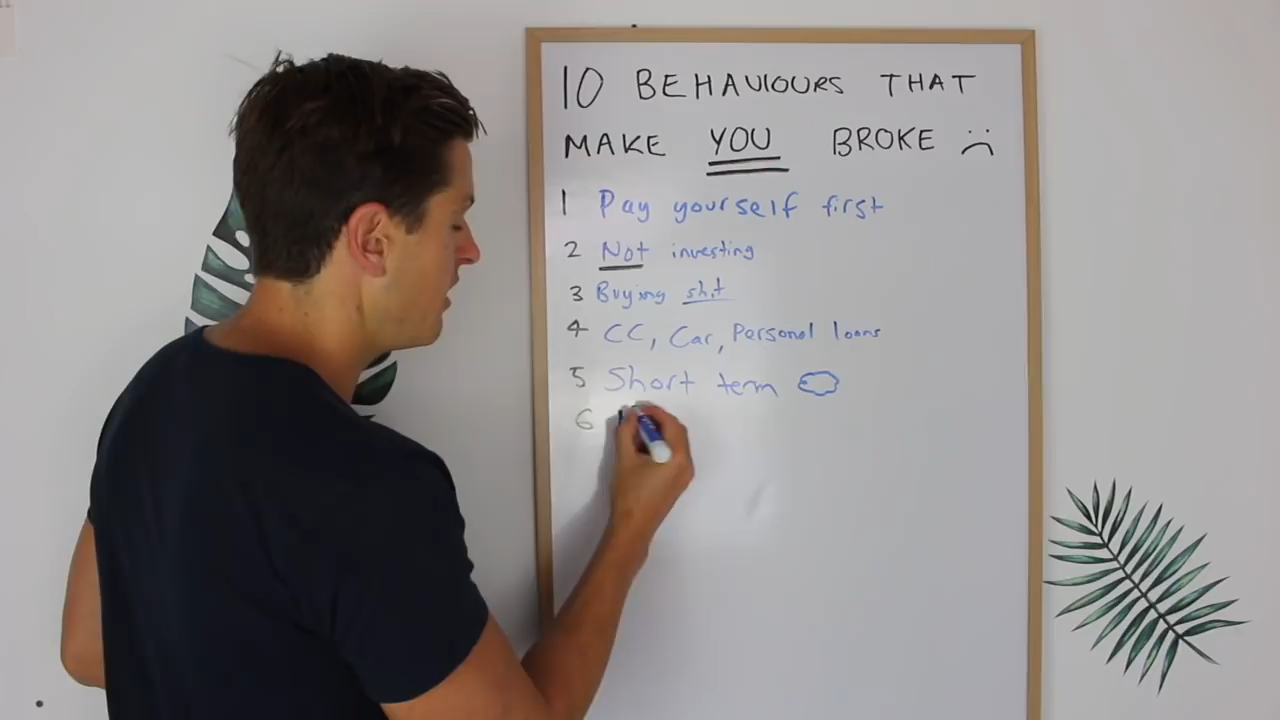 10 BEHAVIOURS THAT
MAKE YOU BROKE
1 Pay yourself first
2 Not investing
3 Buying shit
4 CC, Car, Personal loans
5 Short term
6